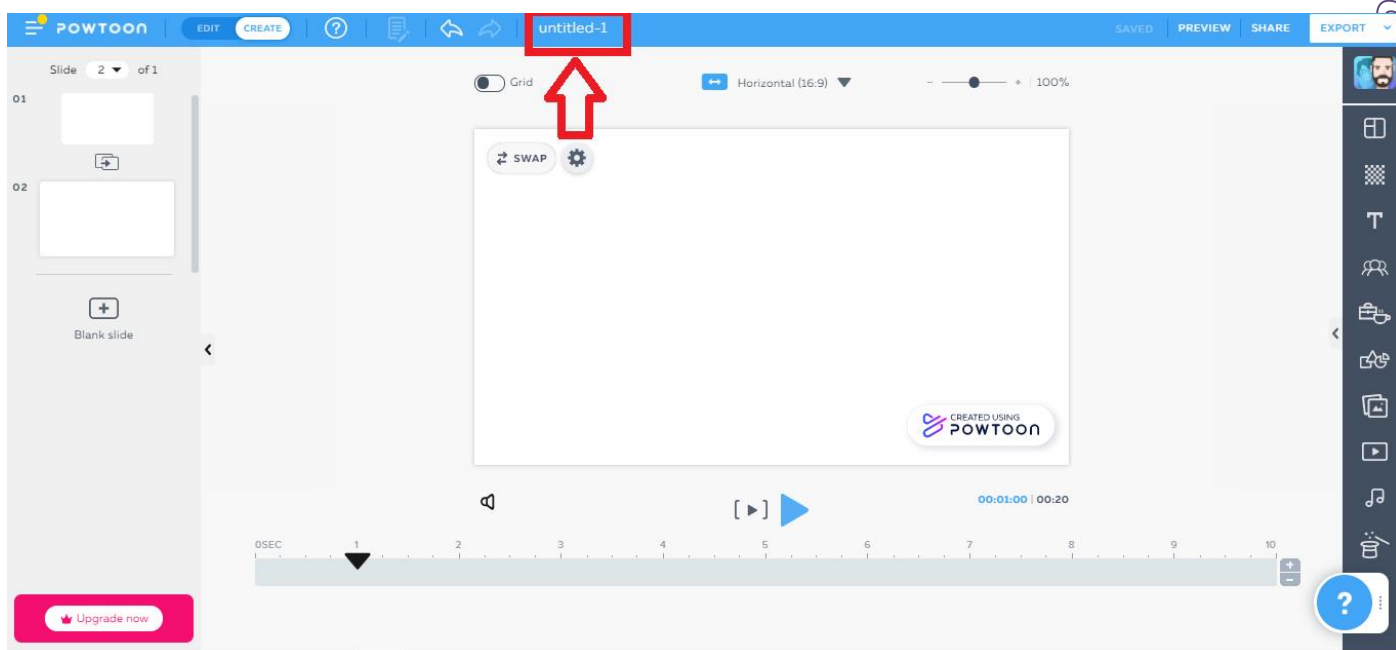 POWTOON EDIT CREATE ? untitled-1 SAVED PREVIEW SHARE EXPORT
Slide 2 of 1
Grid Horizontal (16:9) - + 100%
01
SWAP
02
Blank slide
CREATED USING
POWTOON
00:01:00 | 00:20
0SEC 1 2 3 4 5 6 7 8 9 10
+
-
Upgrade now
?